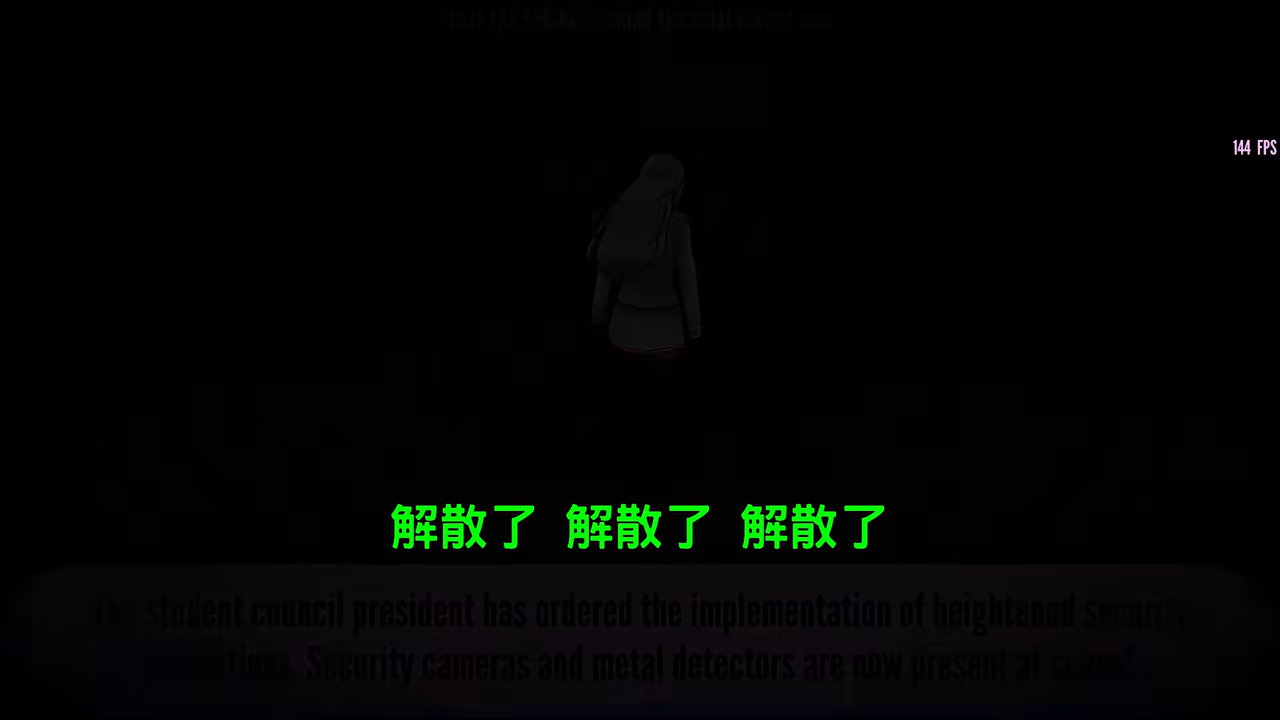 144 FPS
解散了 解散了 解散了
The student council president has ordered the implementation of heightened security
Security cameras and metal detectors are now present at school.